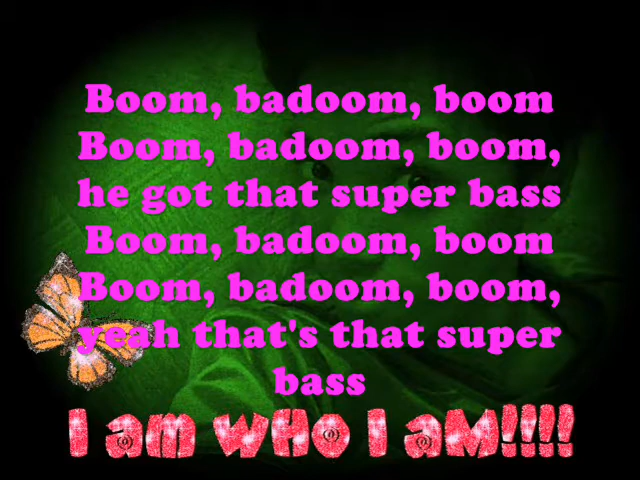 Boom, badoom, boom
Boom, badoom, boom,
he got that super bass
Boom, badoom, boom
Boom, badoom, boom,
yeah that's that super
bass
I am who I am!!!!